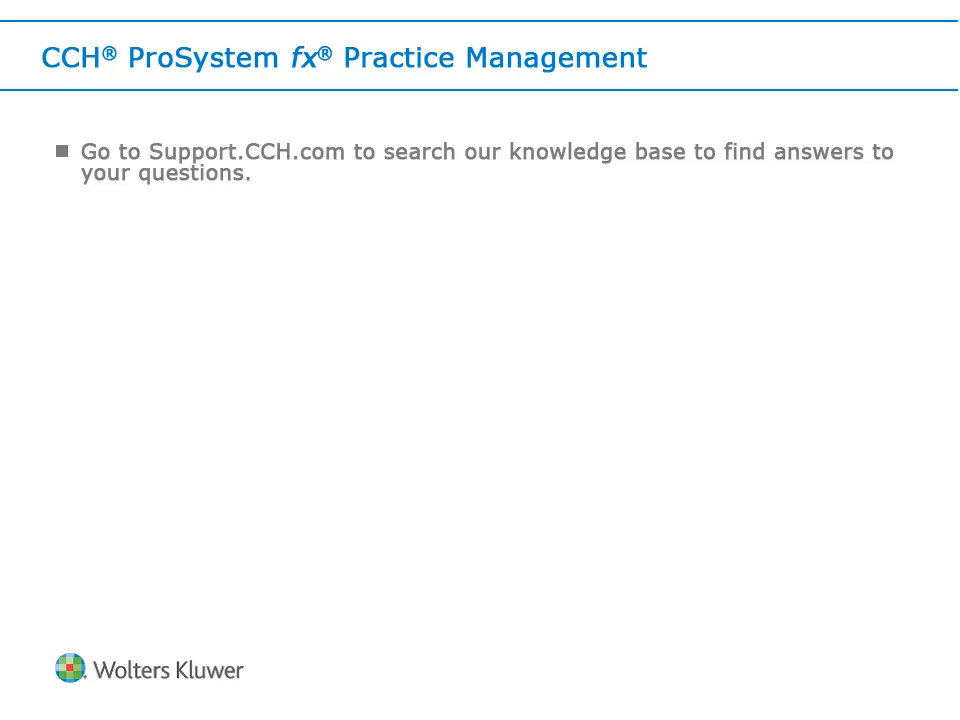 CCH® ProSystem fx® Practice Management
■ Go to Support.CCH.com to search our knowledge base to find answers to
your questions.
Wolters Kluwer